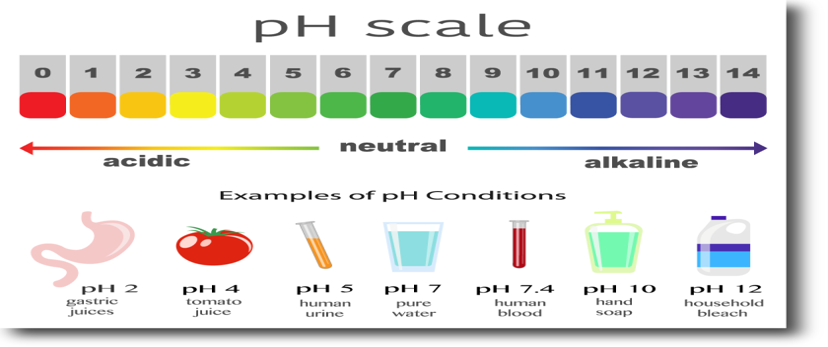 pH scale
0 1 2 3 4 5 6 7 8 9 10 11 12 13 14
neutral
acidic alkaline
Examples of pH Conditions
pH 2 pH 4 pH 5 pH 7 pH 7.4 pH 10 pH 12
gastric tomato human pure human hand household
juices juice urine water blood soap bleach